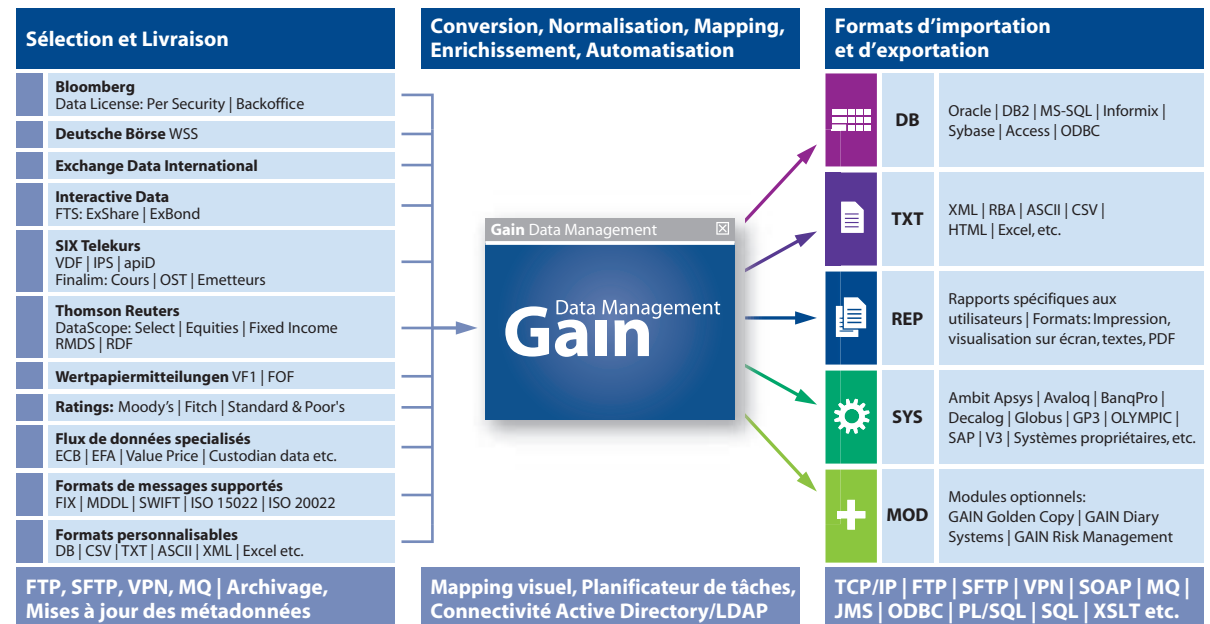 Sélection et Livraison
Bloomberg
Data License: Per Security | Backoffice
Deutsche Börse WSS
Exchange Data International
Interactive Data
FTS: ExShare | ExBond
SIX Telekurs
VDF | IPS | apiD
Finalim: Cours | OST | Emetteurs
Thomson Reuters
DataScope: Select | Equities | Fixed Income
RMDS | RDF
Wertpapiermitteilungen VF1 | FOF
Ratings: Moody's | Fitch | Standard & Poor's
Flux de données specialisés
ECB | EFA | Value Price | Custodian data etc.
Formats de messages supportés
FIX | MDDL | SWIFT | ISO 15022 | ISO 20022
Formats personnalisables
DB | CSV | TXT | ASCII | XML | Excel etc.
FTP, SFTP, VPN, MQ | Archivage,
Mises à jour des métadonnées
Conversion, Normalisation, Mapping,
Enrichissement, Automatisation
Gain Data Management
Data Management
Gain
Mapping visuel, Planificateur de tâches,
Connectivité Active Directory/LDAP
Formats d'importation
et d'exportation
DB
Oracle | DB2 | MS-SQL | Informix |
Sybase | Access | ODBC
TXT
XML | RBA | ASCII | CSV |
HTML | Excel, etc.
REP
Rapports spécifiques aux
utilisateurs | Formats: Impression,
visualisation sur écran, textes, PDF
SYS
Ambit Apsys | Avaloq | BanqPro |
Decalog | Globus | GP3 | OLYMPIC |
SAP | V3 | Systèmes propriétaires, etc.
MOD
Modules optionnels:
GAIN Golden Copy | GAIN Diary
Systems | GAIN Risk Management
TCP/IP | FTP | SFTP | VPN | SOAP | MQ |
JMS | ODBC | PL/SQL | SQL | XSLT etc.